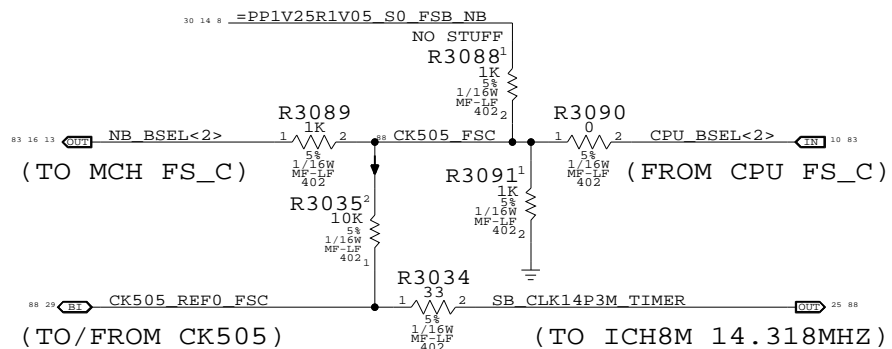 30 14 8 =PP1V25R1V05_S0_FSB_NB
NO STUFF
R3088 1
1K
5%
1/16W
MF-LF
402 2
R3089
1K
1 2
5%
1/16W
MF-LF
402
R3090
0
1 2
5%
1/16W
MF-LF
402
83 16 13 OUT NB_BSEL<2>
88 CK505_FSC
CPU_BSEL<2> IN 10 83
(TO MCH FS_C)
(FROM CPU FS_C)
R3091 1
1K
5%
1/16W
MF-LF
402 2
R3035 2
10K
5%
1/16W
MF-LF
402 1
R3034
33
1 2
5%
1/16W
MF-LF
402
88 29 BI CK505_REF0_FSC
SB_CLK14P3M_TIMER OUT 25 88
(TO/FROM CK505)
(TO ICH8M 14.318MHZ)